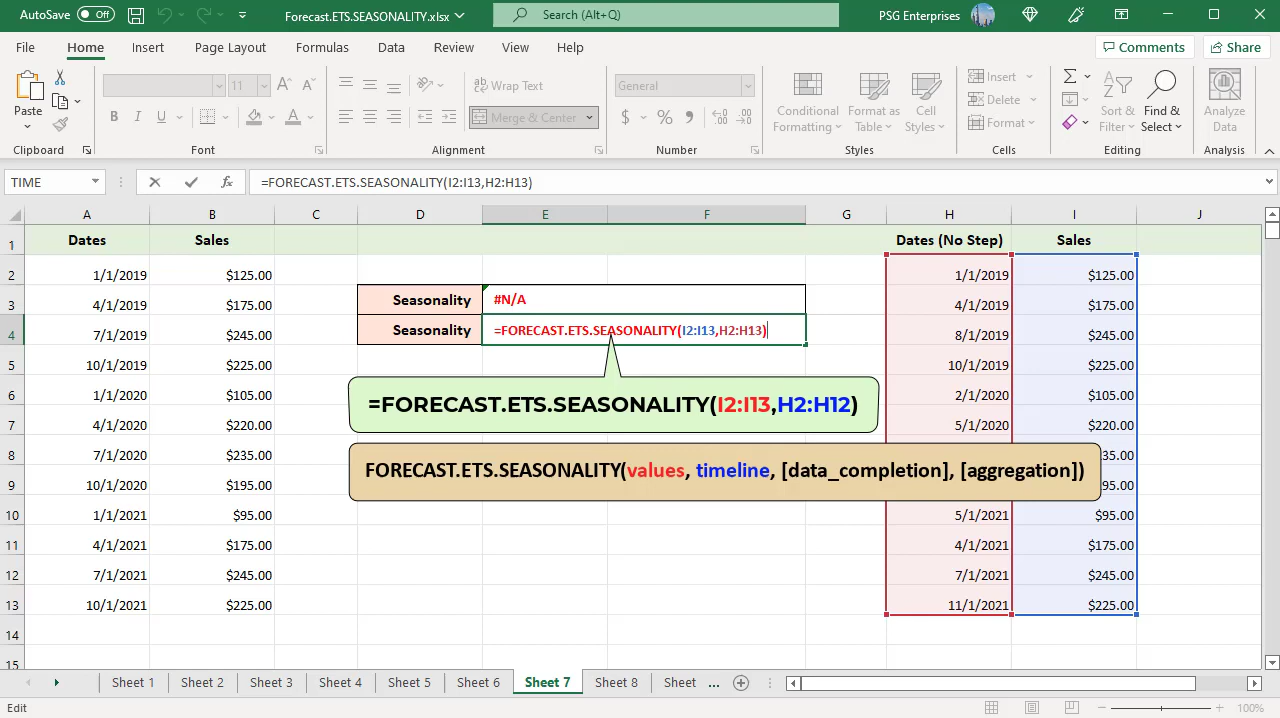 AutoSave Off Forecast.ETS.SEASONALITY.xlsx Search (Alt+Q) PSG Enterprises
File Home Insert Page Layout Formulas Data Review View Help Comments Share
Paste
Clipboard
11
B I U A
Font
ab Wrap Text
Merge & Center
Alignment
General
$ % 9
Number
Conditional Formatting
Format as Table
Cell Styles
Styles
Insert
Delete
Format
Cells
Sort & Filter
Find & Select
Editing
Analyze Data
Analysis
TIME fx =FORECAST.ETS.SEASONALITY(I2:I13,H2:H13)
A B C D E F G H I J
1 Dates Sales Dates (No Step) Sales
2 1/1/2019 $125.00 1/1/2019 $125.00
3 4/1/2019 $175.00 Seasonality #N/A 4/1/2019 $175.00
4 7/1/2019 $245.00 Seasonality =FORECAST.ETS.SEASONALITY(I2:I13,H2:H13) 8/1/2019 $245.00
5 10/1/2019 $225.00 10/1/2019 $225.00
6 1/1/2020 $105.00 2/1/2020 $105.00
=FORECAST.ETS.SEASONALITY(I2:I13,H2:H12)
7 4/1/2020 $220.00 5/1/2020 $220.00
8 7/1/2020 $235.00 35.00
FORECAST.ETS.SEASONALITY(values, timeline, [data_completion], [aggregation])
9 10/1/2020 $195.00 95.00
10 1/1/2021 $95.00 5/1/2021 $95.00
11 4/1/2021 $175.00 4/1/2021 $175.00
12 7/1/2021 $245.00 7/1/2021 $245.00
13 10/1/2021 $225.00 11/1/2021 $225.00
14
15
Sheet 1 Sheet 2 Sheet 3 Sheet 4 Sheet 5 Sheet 6 Sheet 7 Sheet 8 Sheet ...
Edit 100%